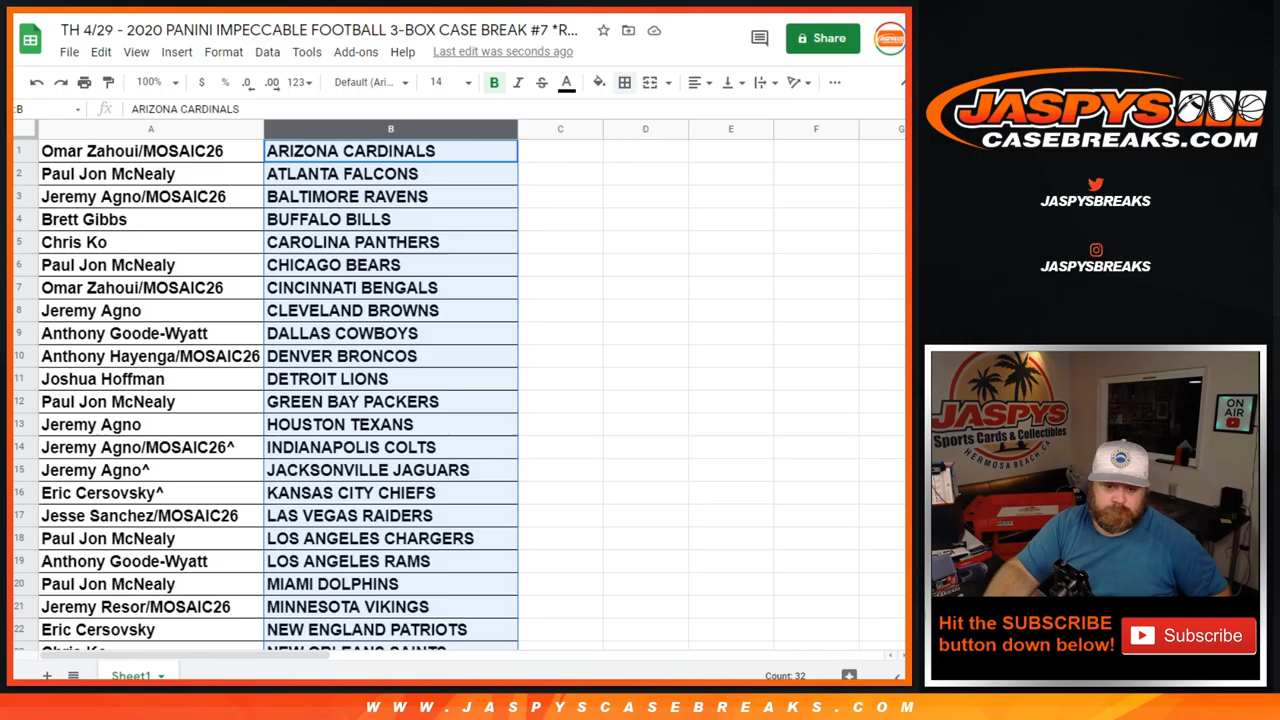 TH 4/29 - 2020 PANINI IMPECCABLE FOOTBALL 3-BOX CASE BREAK #7 *R...
Share
File Edit View Insert Format Data Tools Add-ons Help Last edit was seconds ago
100% $ % .0 .00 123 Default (Ari... 14 B I S A
:B fx ARIZONA CARDINALS
A B C D E F G
1 Omar Zahoui/MOSAIC26 ARIZONA CARDINALS
2 Paul Jon McNealy ATLANTA FALCONS
3 Jeremy Agno/MOSAIC26 BALTIMORE RAVENS
4 Brett Gibbs BUFFALO BILLS
5 Chris Ko CAROLINA PANTHERS
6 Paul Jon McNealy CHICAGO BEARS
7 Omar Zahoui/MOSAIC26 CINCINNATI BENGALS
8 Jeremy Agno CLEVELAND BROWNS
9 Anthony Goode-Wyatt DALLAS COWBOYS
10 Anthony Hayenga/MOSAIC26 DENVER BRONCOS
11 Joshua Hoffman DETROIT LIONS
12 Paul Jon McNealy GREEN BAY PACKERS
13 Jeremy Agno HOUSTON TEXANS
14 Jeremy Agno/MOSAIC26^ INDIANAPOLIS COLTS
15 Jeremy Agno^ JACKSONVILLE JAGUARS
16 Eric Cersovsky^ KANSAS CITY CHIEFS
17 Jesse Sanchez/MOSAIC26 LAS VEGAS RAIDERS
18 Paul Jon McNealy LOS ANGELES CHARGERS
19 Anthony Goode-Wyatt LOS ANGELES RAMS
20 Paul Jon McNealy MIAMI DOLPHINS
21 Jeremy Resor/MOSAIC26 MINNESOTA VIKINGS
22 Eric Cersovsky NEW ENGLAND PATRIOTS
Chris Ko NEW ORLEANS SAINTS
Sheet1 Count: 32
JASPYS
CASEBREAKS.COM
JASPYSBREAKS
JASPYSBREAKS
JASPYS
Sports Cards & Collectibles
HERMOSA BEACH, CA
ON
AIR
Hit the SUBSCRIBE
button down below!
Subscribe
WWW.JASPYSCASEBREAKS.COM